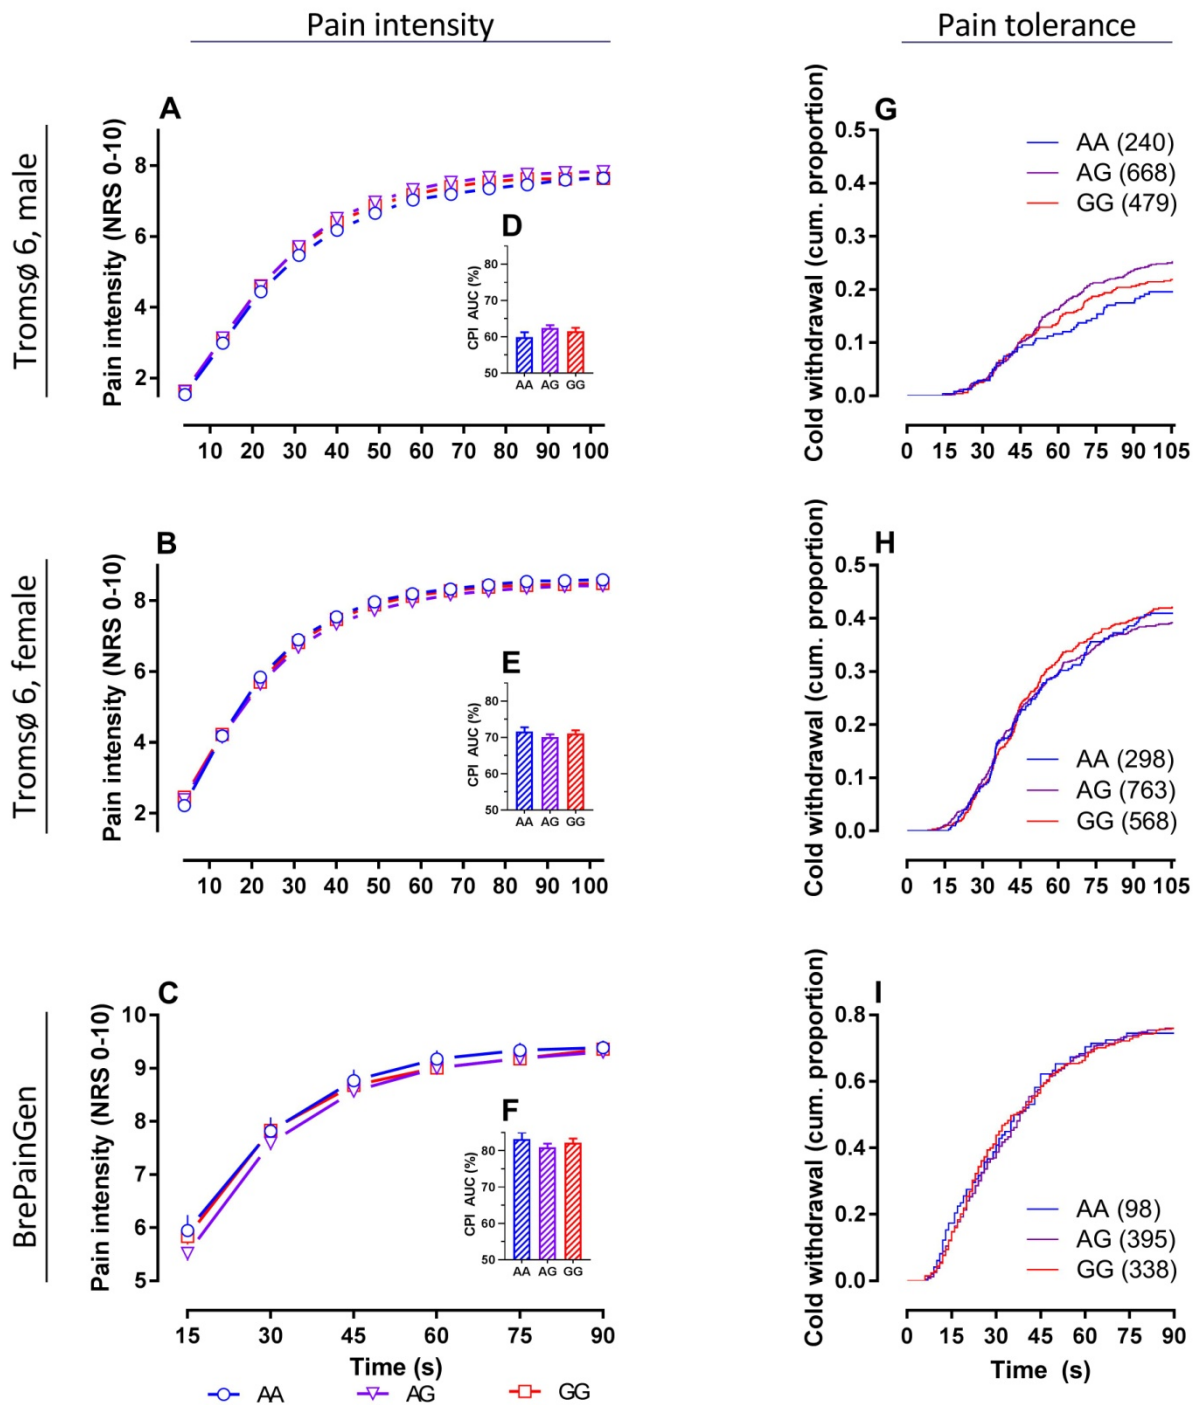 Pain intensity
Pain tolerance
Tromsø 6, male
A
Pain intensity (NRS 0-10)
8
6
4
2
10 20 30 40 50 60 70 80 90 100
D
CPI AUC (%)
80
70
60
50
AA AG GG
G
Cold withdrawal (cum. proportion)
0.5
0.4
0.3
0.2
0.1
0.0
AA (240)
AG (668)
GG (479)
0 15 30 45 60 75 90 105
Tromsø 6, female
B
Pain intensity (NRS 0-10)
8
6
4
2
10 20 30 40 50 60 70 80 90 100
E
CPI AUC (%)
80
70
60
50
AA AG GG
H
Cold withdrawal (cum. proportion)
0.5
0.4
0.3
0.2
0.1
0.0
AA (298)
AG (763)
GG (568)
0 15 30 45 60 75 90 105
BrePainGen
C
Pain intensity (NRS 0-10)
10
9
8
7
6
5
15 30 45 60 75 90
Time (s)
F
CPI AUC (%)
80
70
60
50
AA AG GG
I
Cold withdrawal (cum. proportion)
0.8
0.6
0.4
0.2
0.0
AA (98)
AG (395)
GG (338)
0 15 30 45 60 75 90
Time (s)
AA AG GG